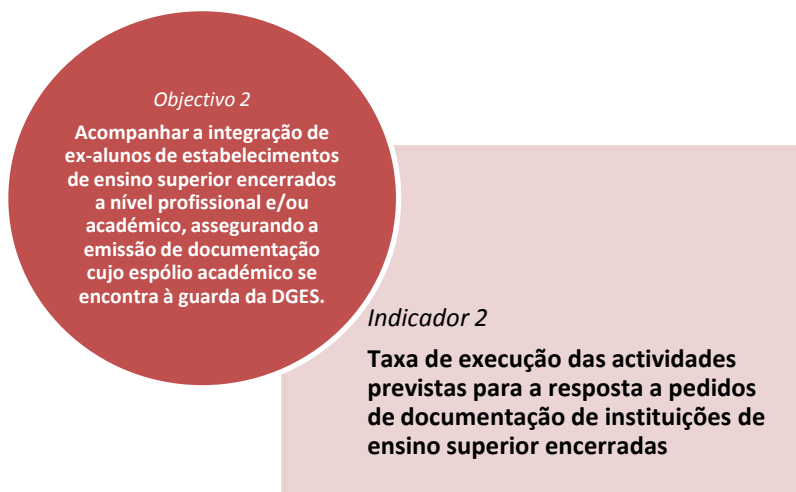 Objectivo 2
Acompanhar a integração de
ex-alunos de estabelecimentos
de ensino superior encerrados
a nível profissional e/ou
académico, assegurando a
emissão de documentação
cujo espólio académico se
encontra à guarda da DGES.
Indicador 2
Taxa de execução das actividades
previstas para a resposta a pedidos
de documentação de instituições de
ensino superior encerradas